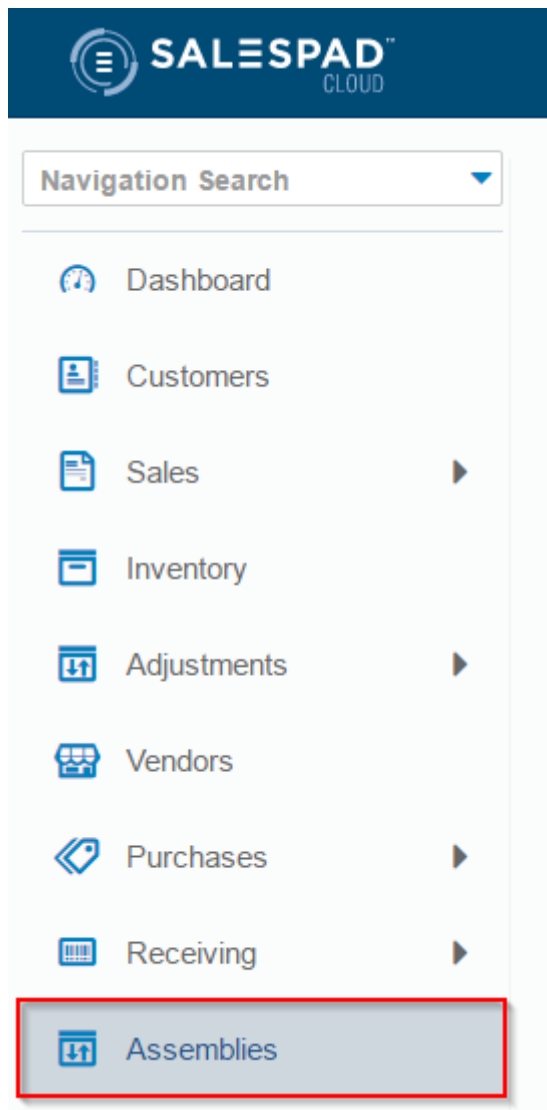 SALESPAD™
CLOUD
Navigation Search
Dashboard
Customers
Sales
Inventory
Adjustments
Vendors
Purchases
Receiving
Assemblies